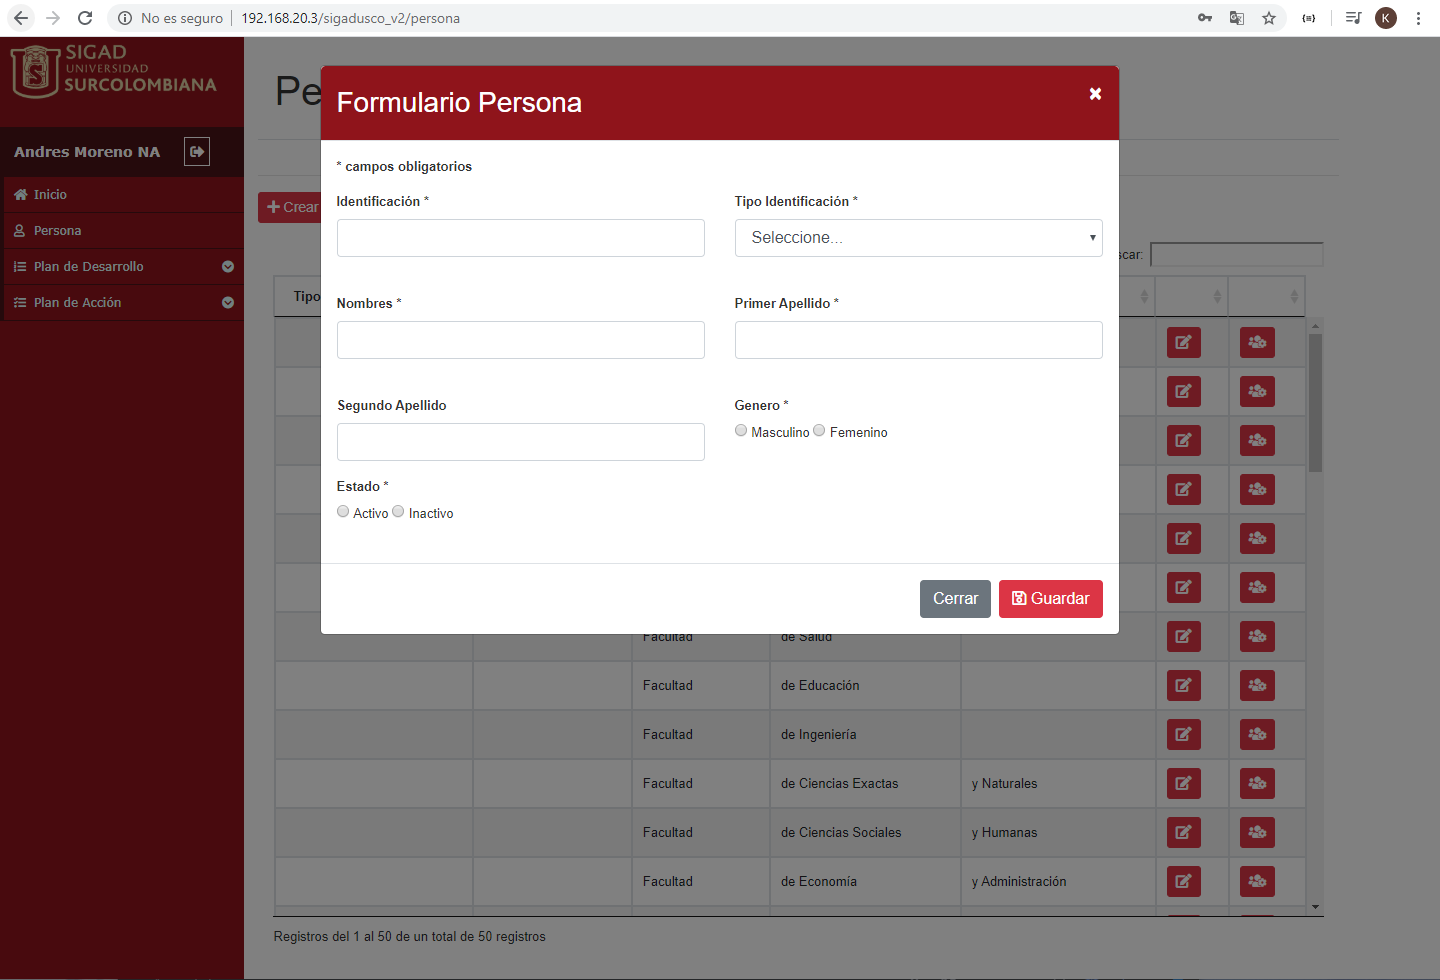 No es seguro 192.168.20.3/sigadusco_v2/persona
K
SIGAD
UNIVERSIDAD
SURCOLOMBIANA
Andres Moreno NA
Inicio
Persona
Plan de Desarrollo
Plan de Acción
Pe
Crear
scar:
Tipo
Formulario Persona
* campos obligatorios
Identificación * Tipo Identificación *
Seleccione...
Nombres * Primer Apellido *
Segundo Apellido Genero *
Masculino Femenino
Estado *
Activo Inactivo
Cerrar Guardar
Facultad de Salud
Facultad de Educación
Facultad de Ingeniería
Facultad de Ciencias Exactas y Naturales
Facultad de Ciencias Sociales y Humanas
Facultad de Economía y Administración
Registros del 1 al 50 de un total de 50 registros